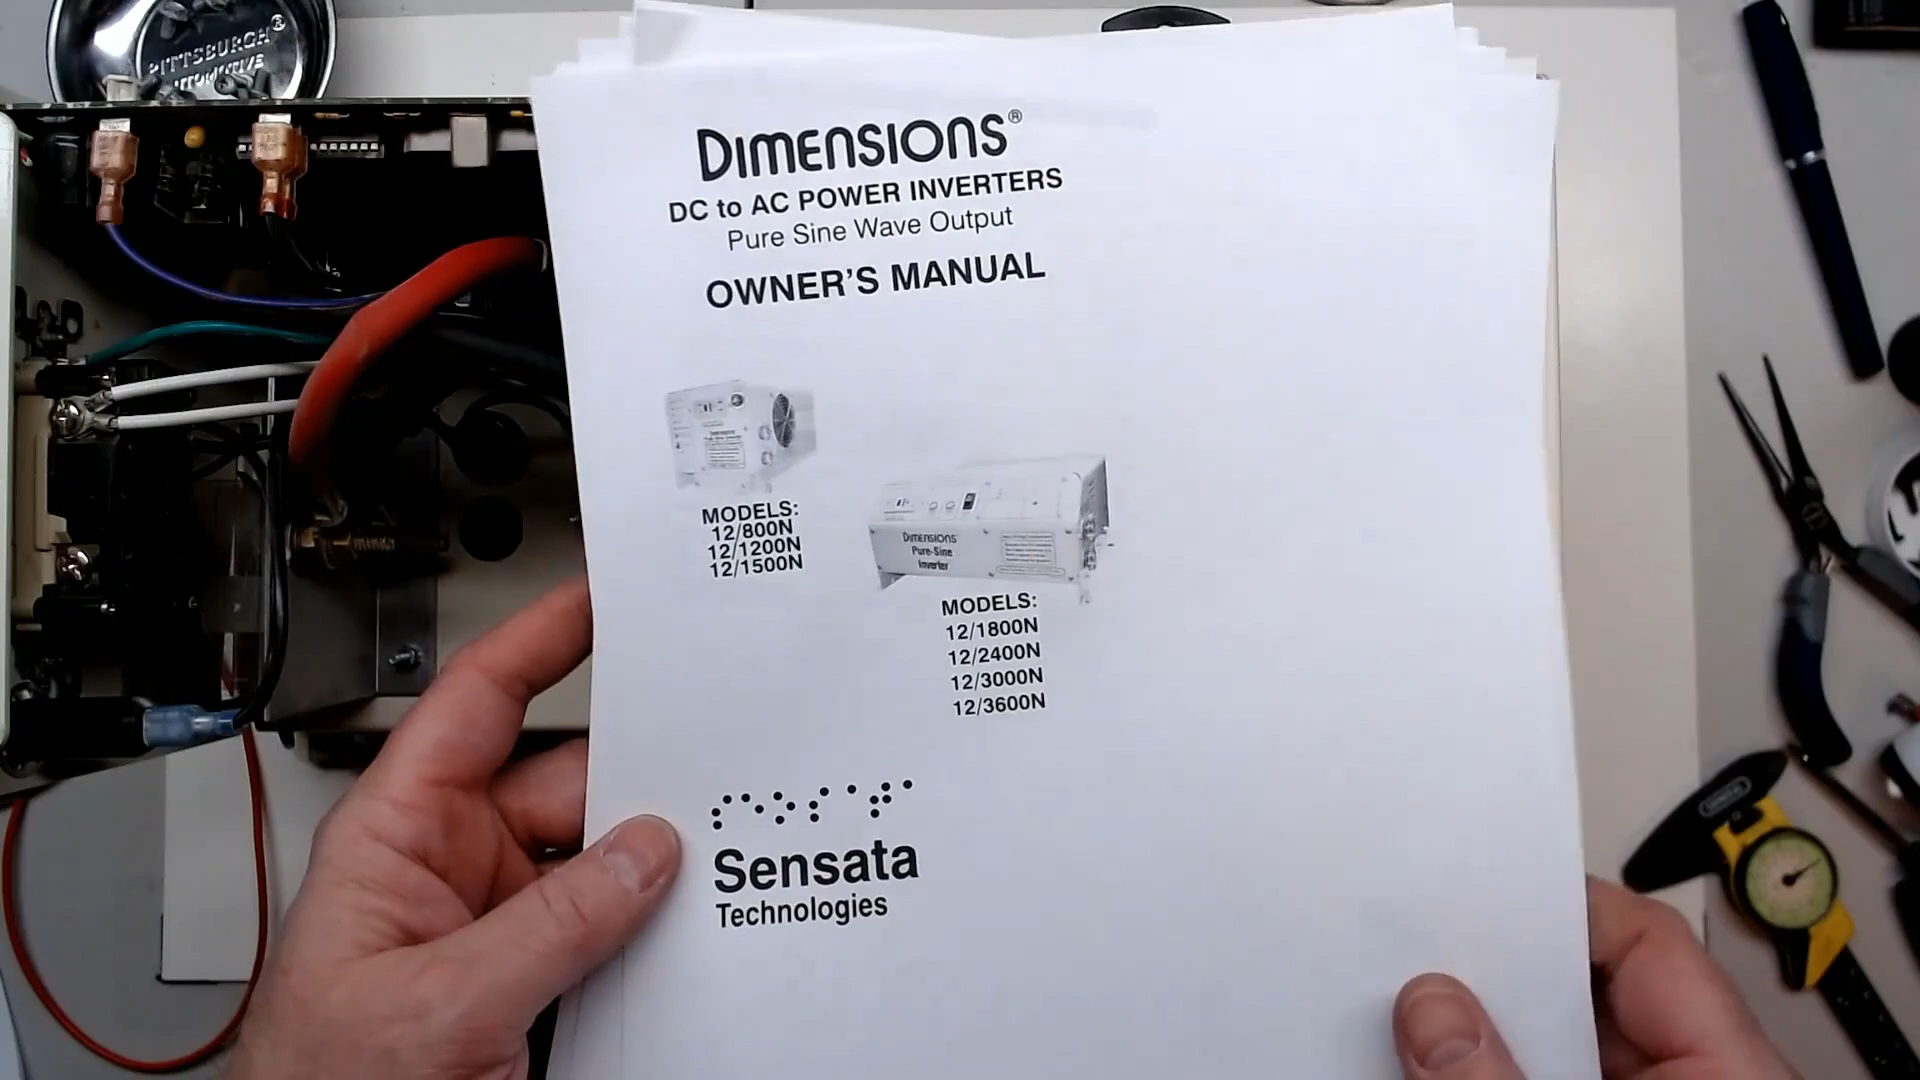 PITTSBURGH®
AUTOMOTIVE
DIMENSIONS®
DC to AC POWER INVERTERS
Pure Sine Wave Output
OWNER'S MANUAL
MODELS:
12/800N
12/1200N
12/1500N
DIMENSIONS
Pure-Sine
Inverter
MODELS:
12/1800N
12/2400N
12/3000N
12/3600N
Sensata
Technologies